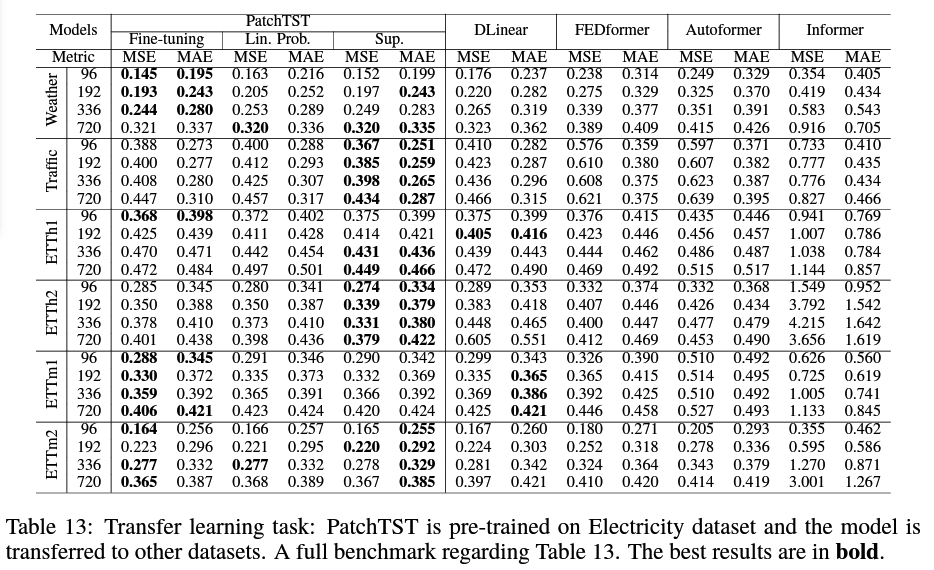 Models PatchTST DLinear FEDformer Autoformer Informer
Fine-tuning Lin. Prob. Sup.
Metric MSE MAE MSE MAE MSE MAE MSE MAE MSE MAE MSE MAE MSE MAE
Weather
96 0.145 0.195 0.163 0.216 0.152 0.199 0.176 0.237 0.238 0.314 0.249 0.329 0.354 0.405
192 0.193 0.243 0.205 0.252 0.197 0.243 0.220 0.282 0.275 0.329 0.325 0.370 0.419 0.434
336 0.244 0.280 0.253 0.289 0.249 0.283 0.265 0.319 0.339 0.377 0.351 0.391 0.583 0.543
720 0.321 0.337 0.320 0.336 0.320 0.335 0.323 0.362 0.389 0.409 0.415 0.426 0.916 0.705
Traffic
96 0.388 0.273 0.400 0.288 0.367 0.251 0.410 0.282 0.576 0.359 0.597 0.371 0.733 0.410
192 0.400 0.277 0.412 0.293 0.385 0.259 0.423 0.287 0.610 0.380 0.607 0.382 0.777 0.435
336 0.408 0.280 0.425 0.307 0.398 0.265 0.436 0.296 0.608 0.375 0.623 0.387 0.776 0.434
720 0.447 0.310 0.457 0.317 0.434 0.287 0.466 0.315 0.621 0.375 0.639 0.395 0.827 0.466
ETTh1
96 0.368 0.398 0.372 0.402 0.375 0.399 0.375 0.399 0.376 0.415 0.435 0.446 0.941 0.769
192 0.425 0.439 0.411 0.428 0.414 0.421 0.405 0.416 0.423 0.446 0.456 0.457 1.007 0.786
336 0.470 0.471 0.442 0.454 0.431 0.436 0.439 0.443 0.444 0.462 0.486 0.487 1.038 0.784
720 0.472 0.484 0.497 0.501 0.449 0.466 0.472 0.490 0.469 0.492 0.515 0.517 1.144 0.857
ETTh2
96 0.285 0.345 0.280 0.341 0.274 0.334 0.289 0.353 0.332 0.374 0.332 0.368 1.549 0.952
192 0.350 0.388 0.350 0.387 0.339 0.379 0.383 0.418 0.407 0.446 0.426 0.434 3.792 1.542
336 0.378 0.410 0.373 0.410 0.331 0.380 0.448 0.465 0.400 0.447 0.477 0.479 4.215 1.642
720 0.401 0.438 0.398 0.436 0.379 0.422 0.605 0.551 0.412 0.469 0.453 0.490 3.656 1.619
ETTm1
96 0.288 0.345 0.291 0.346 0.290 0.342 0.299 0.343 0.326 0.390 0.510 0.492 0.626 0.560
192 0.330 0.372 0.335 0.373 0.332 0.369 0.335 0.365 0.365 0.415 0.514 0.495 0.725 0.619
336 0.359 0.392 0.365 0.391 0.366 0.392 0.369 0.386 0.392 0.425 0.510 0.492 1.005 0.741
720 0.406 0.421 0.423 0.424 0.420 0.424 0.425 0.421 0.446 0.458 0.527 0.493 1.133 0.845
ETTm2
96 0.164 0.256 0.166 0.257 0.165 0.255 0.167 0.260 0.180 0.271 0.205 0.293 0.355 0.462
192 0.223 0.296 0.221 0.295 0.220 0.292 0.224 0.303 0.252 0.318 0.278 0.336 0.595 0.586
336 0.277 0.332 0.277 0.332 0.278 0.329 0.281 0.342 0.324 0.364 0.343 0.379 1.270 0.871
720 0.365 0.387 0.368 0.389 0.367 0.385 0.397 0.421 0.410 0.420 0.414 0.419 3.001 1.267
Table 13: Transfer learning task: PatchTST is pre-trained on Electricity dataset and the model is
transferred to other datasets. A full benchmark regarding Table 13. The best results are in bold.